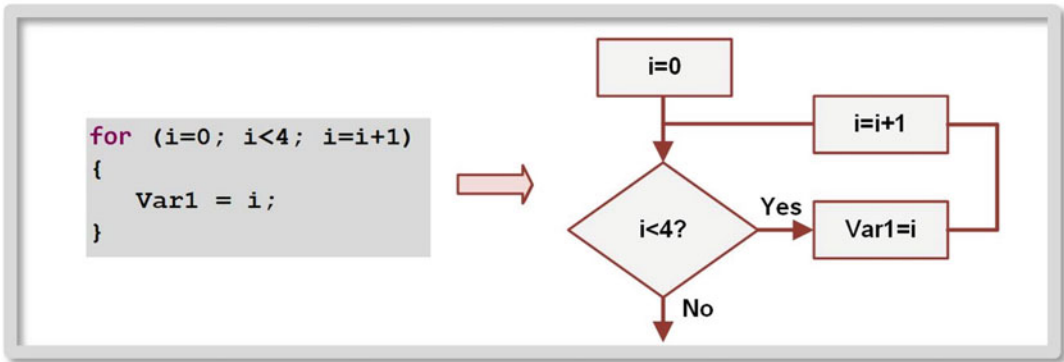 for (i=0; i<4; i=i+1)
{
Var1 = i;
}
i=0
i=i+1
i<4?
Yes
Var1=i
No